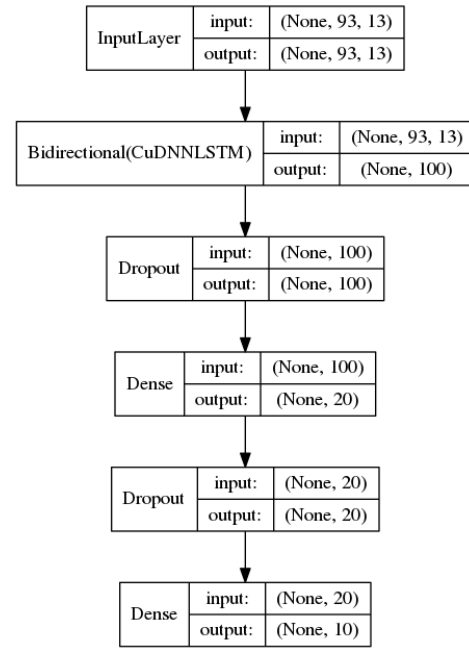 InputLayer
input: (None, 93, 13)
output: (None, 93, 13)
Bidirectional(CuDNNLSTM)
input: (None, 93, 13)
output: (None, 100)
Dropout
input: (None, 100)
output: (None, 100)
Dense
input: (None, 100)
output: (None, 20)
Dropout
input: (None, 20)
output: (None, 20)
Dense
input: (None, 20)
output: (None, 10)